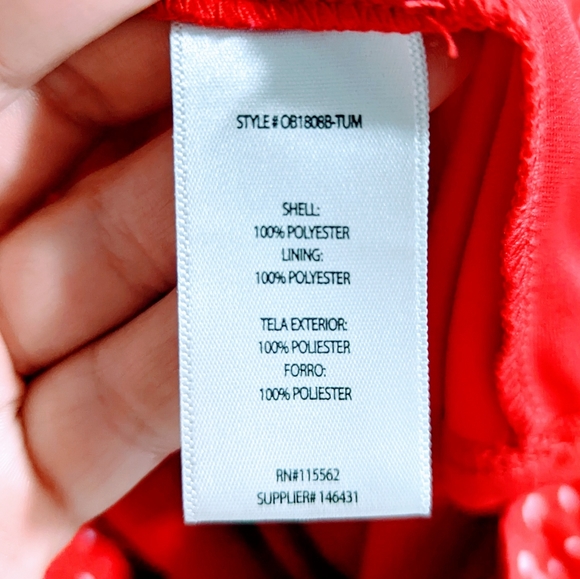 STYLE # OB1808B-TUM
SHELL:
100% POLYESTER
LINING:
100% POLYESTER
TELA EXTERIOR:
100% POLIESTER
FORRO:
100% POLIESTER
RN#115562
SUPPLIER# 146431